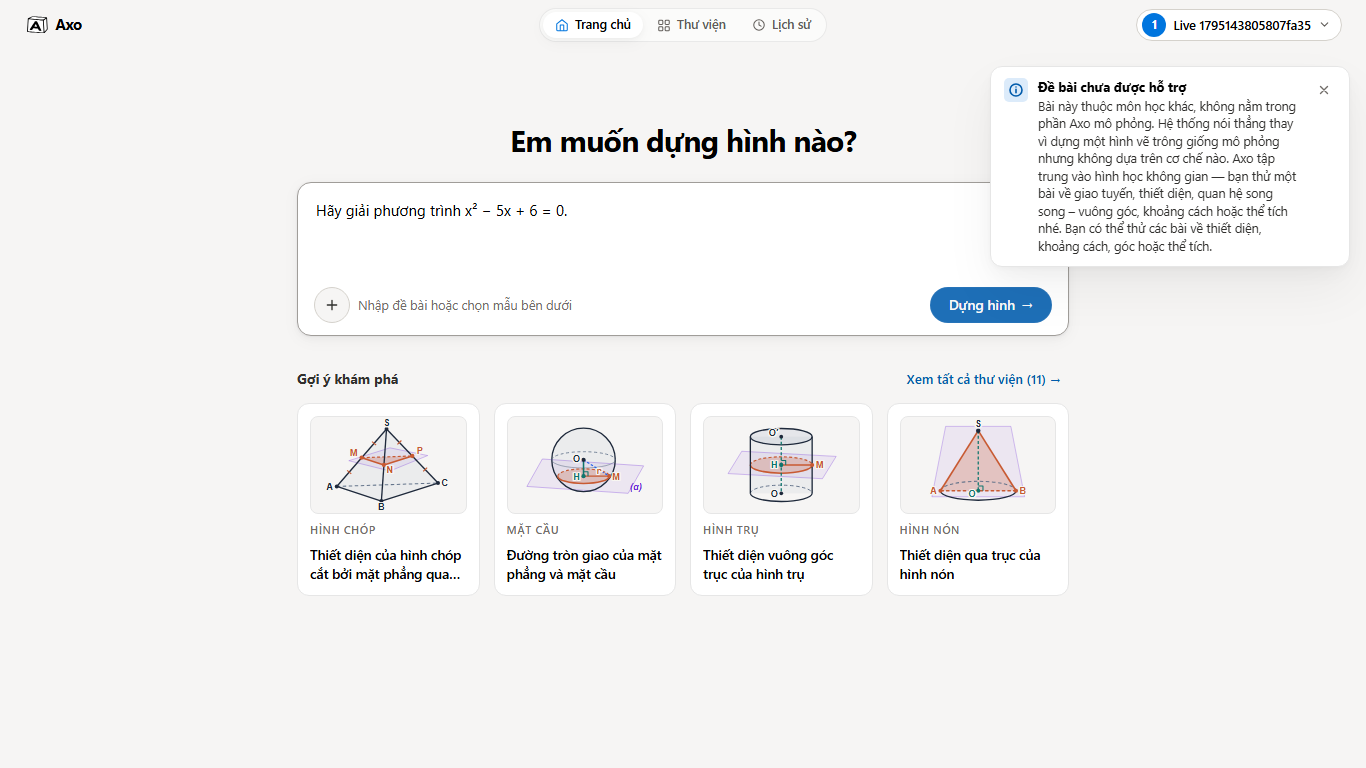 Axo
Trang chủ
Thư viện
Lịch sử
1
Live 1795143805807fa35
Đề bài chưa được hỗ trợ
Bài này thuộc môn học khác, không nằm trong
phần Axo mô phỏng. Hệ thống nói thẳng thay
vì dựng một hình vẽ trông giống mô phỏng
nhưng không dựa trên cơ chế nào. Axo tập
trung vào hình học không gian — bạn thử một
bài về giao tuyến, thiết diện, quan hệ song
song – vuông góc, khoảng cách hoặc thể tích
nhé. Bạn có thể thử các bài về thiết diện,
khoảng cách, góc hoặc thể tích.
Em muốn dựng hình nào?
Hãy giải phương trình x² − 5x + 6 = 0.
Nhập đề bài hoặc chọn mẫu bên dưới
Dựng hình →
Gợi ý khám phá
Xem tất cả thư viện (11) →
S
M
P
N
A
C
B
HÌNH CHÓP
Thiết diện của hình chóp
cắt bởi mặt phẳng qua...
O
r
H
M
(α)
MẶT CẦU
Đường tròn giao của mặt
phẳng và mặt cầu
O'
H
M
O
HÌNH TRỤ
Thiết diện vuông góc
trục của hình trụ
S
A
O
B
HÌNH NÓN
Thiết diện qua trục của
hình nón